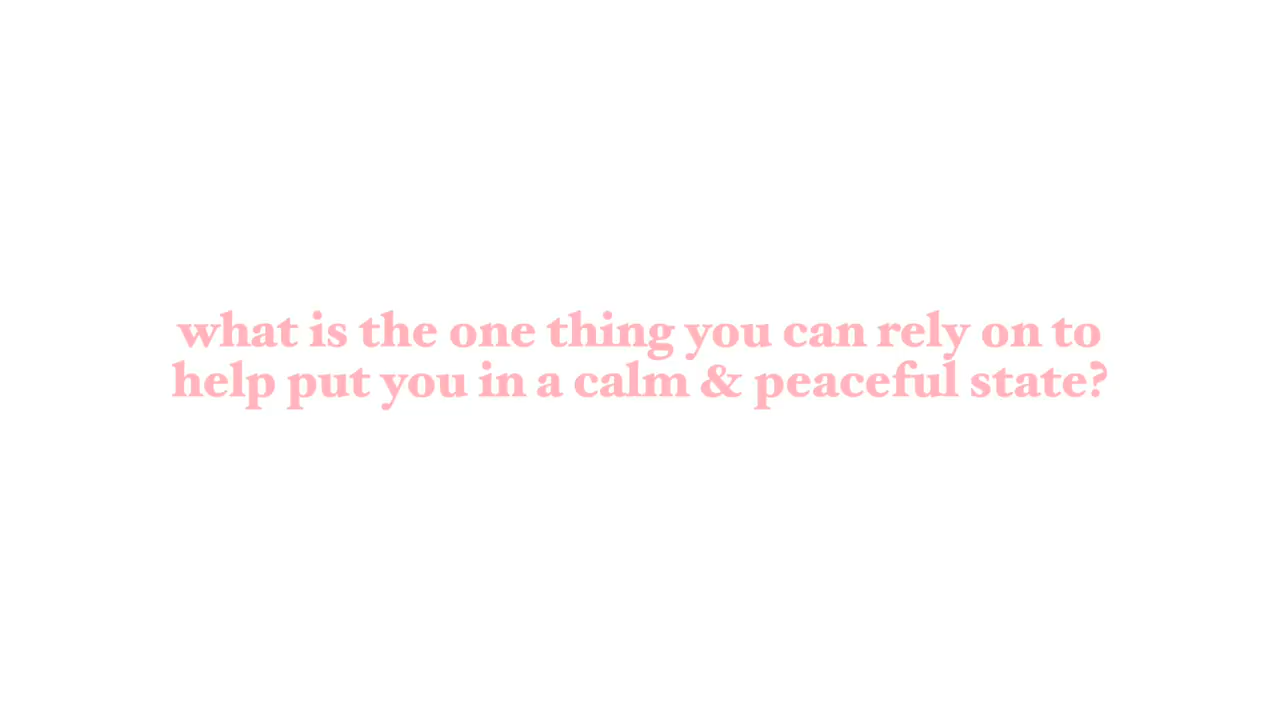 what is the one thing you can rely on to
help put you in a calm & peaceful state?